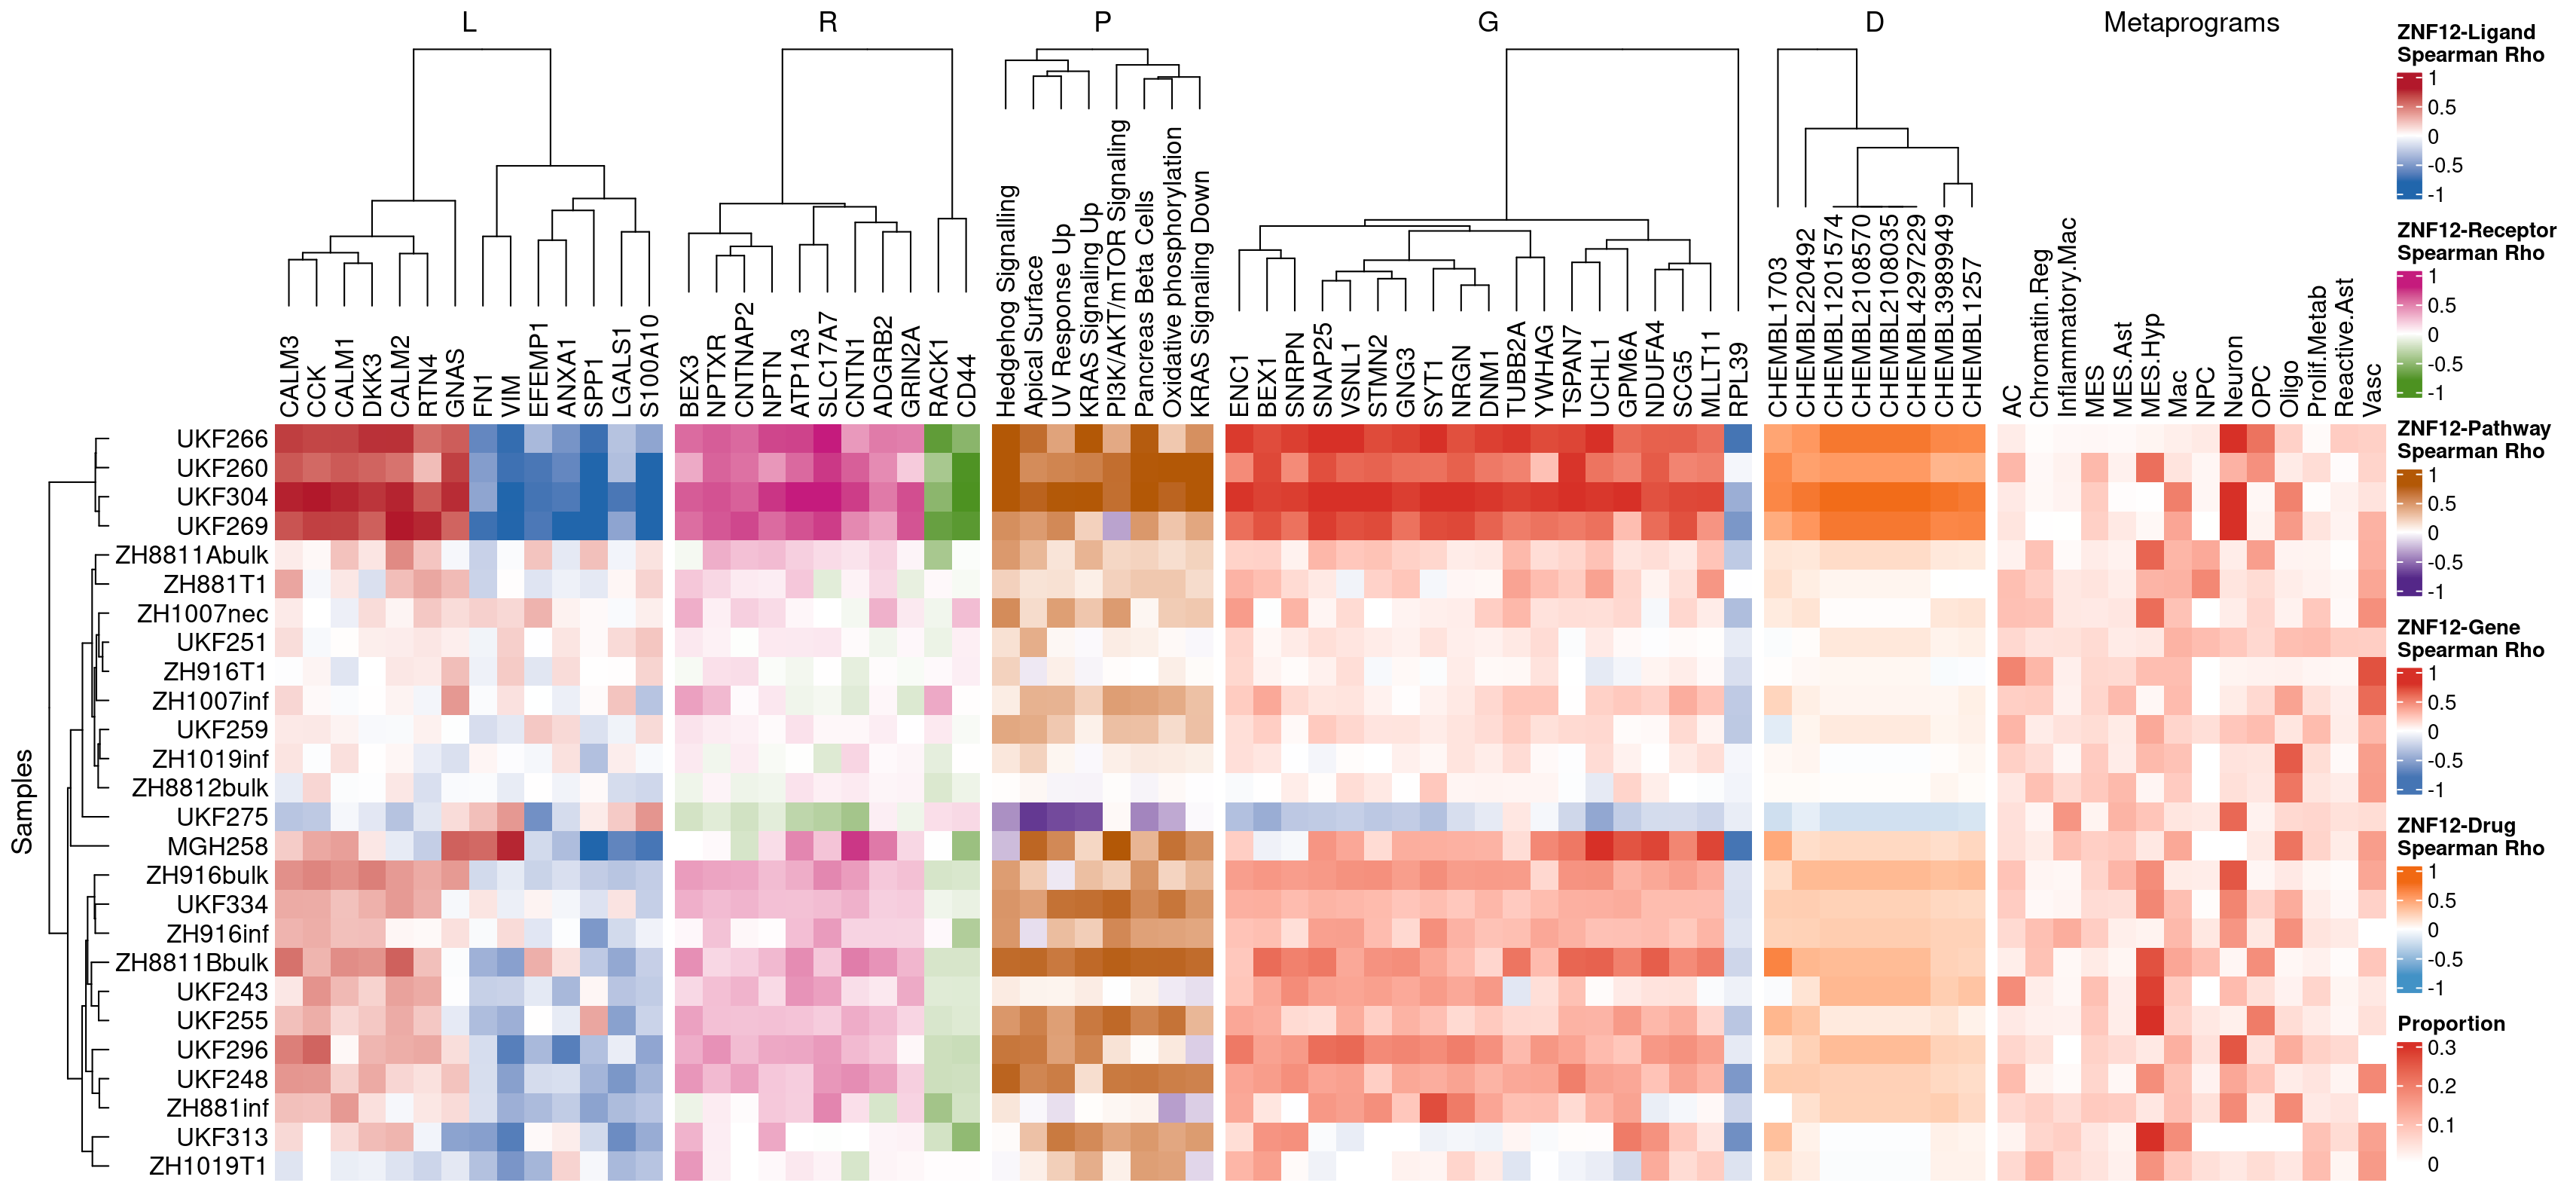 L R P G D Metaprograms
CALM3
CCK
CALM1
DKK3
CALM2
RTN4
GNAS
FN1
VIM
EFEMP1
ANXA1
SPP1
LGALS1
S100A10
BEX3
NPTXR
CNTNAP2
NPTN
ATP1A3
SLC17A7
CNTN1
ADGRB2
GRIN2A
RACK1
CD44
Hedgehog Signalling
Apical Surface
UV Response Up
KRAS Signaling Up
PI3K/AKT/mTOR Signaling
Pancreas Beta Cells
Oxidative phosphorylation
KRAS Signaling Down
ENC1
BEX1
SNRPN
SNAP25
VSNL1
STMN2
GNG3
SYT1
NRGN
DNM1
TUBB2A
YWHAG
TSPAN7
UCHL1
GPM6A
NDUFA4
SCG5
MLLT11
RPL39
CHEMBL1703
CHEMBL220492
CHEMBL1201574
CHEMBL2108570
CHEMBL2108035
CHEMBL4297229
CHEMBL3989949
CHEMBL1257
AC
Chromatin.Reg
Inflammatory.Mac
MES
MES.Ast
MES.Hyp
Mac
NPC
Neuron
OPC
Oligo
Prolif.Metab
Reactive.Ast
Vasc
Samples
UKF266
UKF260
UKF304
UKF269
ZH8811Abulk
ZH881T1
ZH1007nec
UKF251
ZH916T1
ZH1007inf
UKF259
ZH1019inf
ZH8812bulk
UKF275
MGH258
ZH916bulk
UKF334
ZH916inf
ZH8811Bbulk
UKF243
UKF255
UKF296
UKF248
ZH881inf
UKF313
ZH1019T1
ZNF12-Ligand
Spearman Rho
1
0.5
0
-0.5
-1
ZNF12-Receptor
Spearman Rho
1
0.5
0
-0.5
-1
ZNF12-Pathway
Spearman Rho
1
0.5
0
-0.5
-1
ZNF12-Gene
Spearman Rho
1
0.5
0
-0.5
-1
ZNF12-Drug
Spearman Rho
1
0.5
0
-0.5
-1
Proportion
0.3
0.2
0.1
0